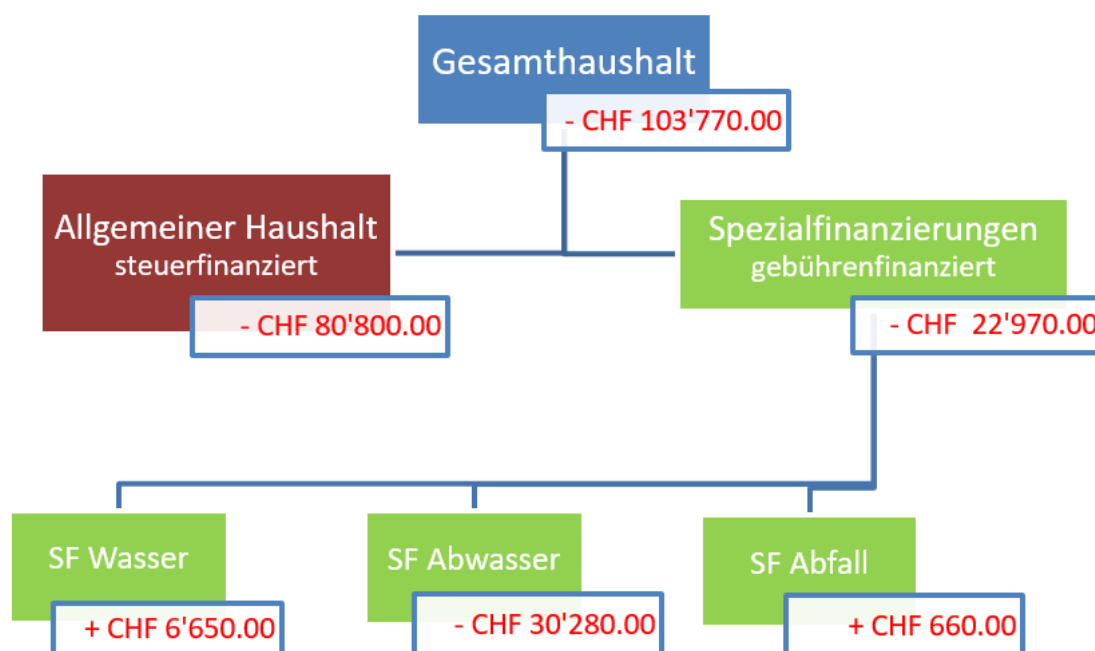 Gesamthaushalt
- CHF 103'770.00
Allgemeiner Haushalt
steuerfinanziert
- CHF 80'800.00
Spezialfinanzierungen
gebührenfinanziert
- CHF 22'970.00
SF Wasser
+ CHF 6'650.00
SF Abwasser
- CHF 30'280.00
SF Abfall
+ CHF 660.00